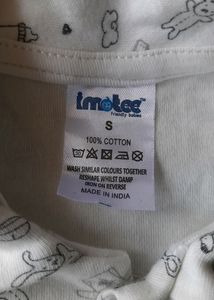 imotee
friendly babies
S
100% COTTON
WASH SIMILAR COLOURS TOGETHER
RESHAPE WHILST DAMP
IRON ON REVERSE
MADE IN INDIA